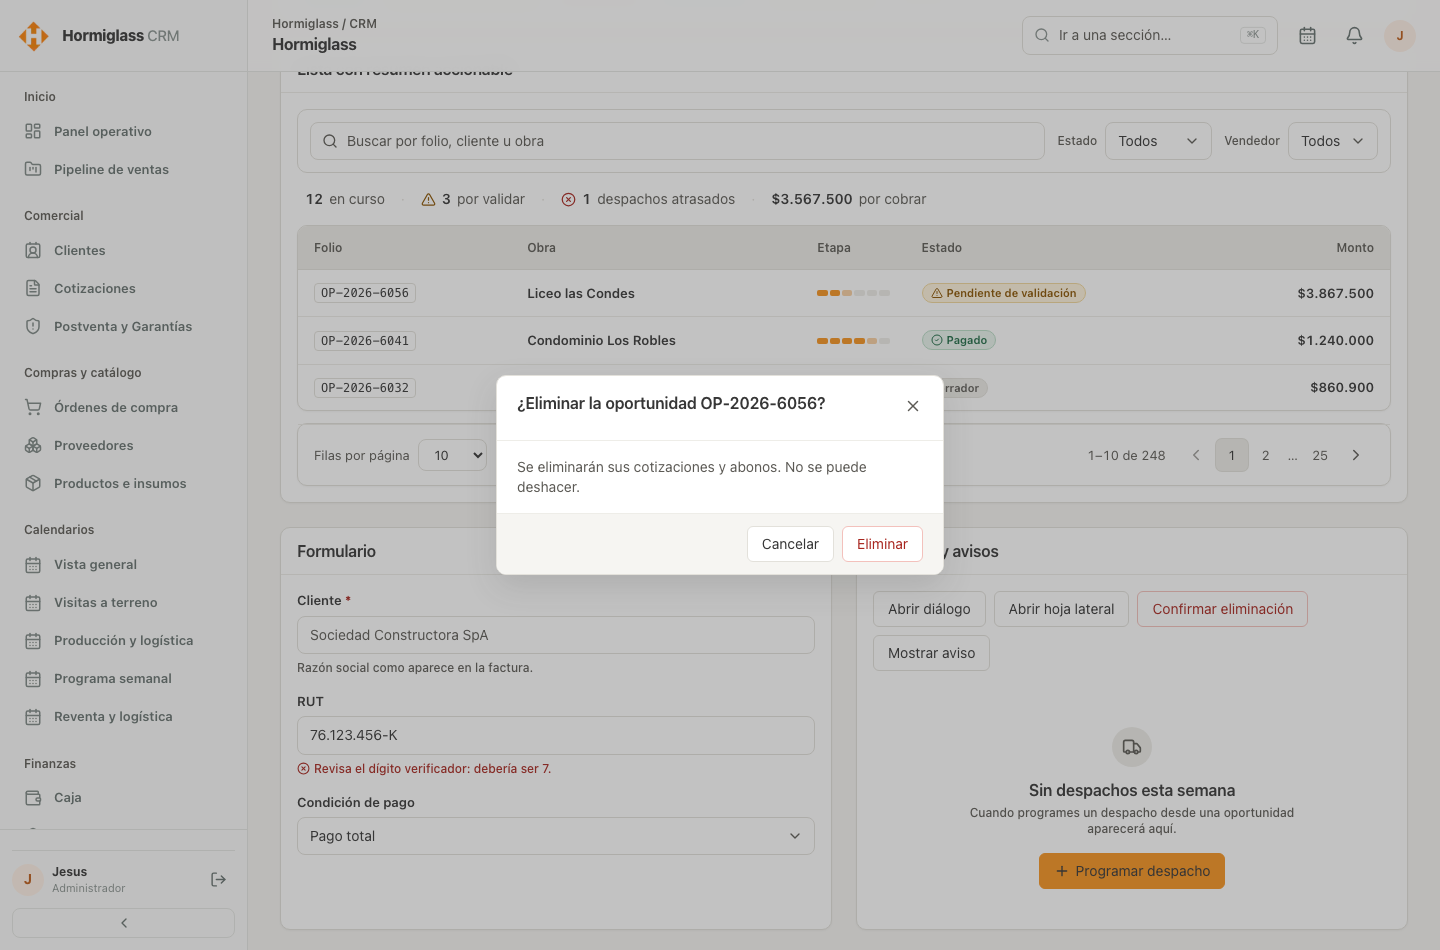 Hormiglass CRM
Hormiglass / CRM
Hormiglass
Ir a una sección...
⌘K
J
Inicio
Panel operativo
Pipeline de ventas
Comercial
Clientes
Cotizaciones
Postventa y Garantías
Compras y catálogo
Órdenes de compra
Proveedores
Productos e insumos
Calendarios
Vista general
Visitas a terreno
Producción y logística
Programa semanal
Reventa y logística
Finanzas
Caja
J
Jesus
Administrador
Lista con resumen accionable
Buscar por folio, cliente u obra
Estado
Todos
Vendedor
Todos
12 en curso · 3 por validar · 1 despachos atrasados · $3.567.500 por cobrar
Folio Obra Etapa Estado Monto
OP-2026-6056 Liceo las Condes Pendiente de validación $3.867.500
OP-2026-6041 Condominio Los Robles Pagado $1.240.000
OP-2026-6032 rrador $860.900
Filas por página 10 1–10 de 248 1 2 ... 25
¿Eliminar la oportunidad OP-2026-6056?
Se eliminarán sus cotizaciones y abonos. No se puede
deshacer.
Cancelar
Eliminar
Formulario
Cliente *
Sociedad Constructora SpA
Razón social como aparece en la factura.
RUT
76.123.456-K
Revisa el dígito verificador: debería ser 7.
Condición de pago
Pago total
y avisos
Abrir diálogo
Abrir hoja lateral
Confirmar eliminación
Mostrar aviso
Sin despachos esta semana
Cuando programes un despacho desde una oportunidad
aparecerá aquí.
Programar despacho